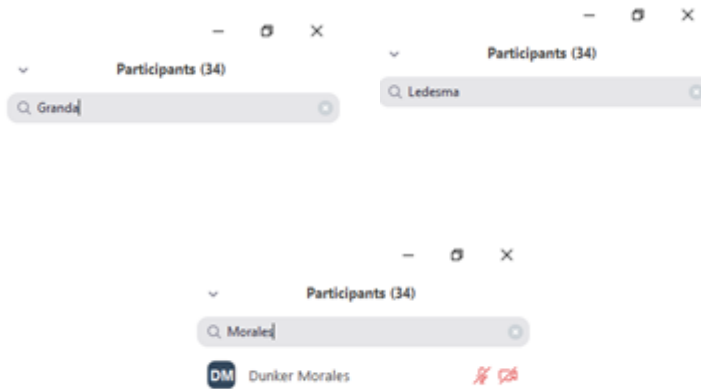 Participants (34)
Granda
Participants (34)
Ledesma
Participants (34)
Morales
DM Dunker Morales